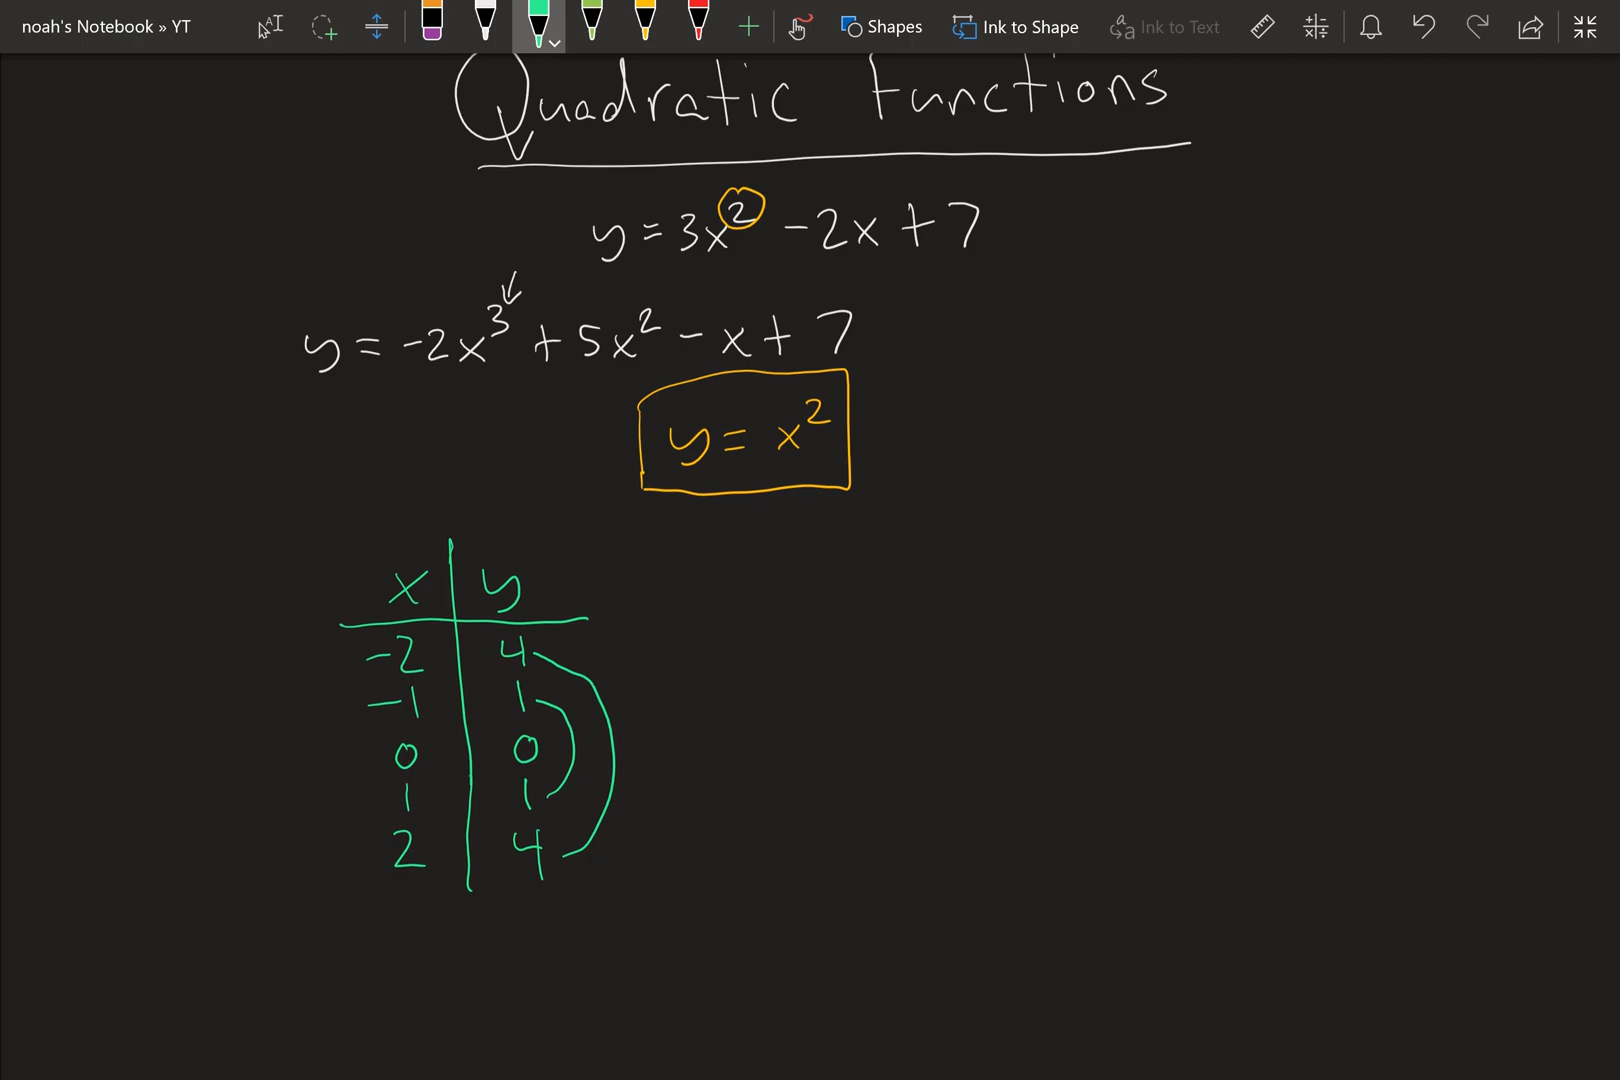 noah's Notebook » YT Shapes Ink to Shape Ink to Text
Quadratic Functions
y = 3x² - 2x + 7
y = -2x³ + 5x² - x + 7
y = x²
x y
-2 4
-1 1
0 0
1 1
2 4